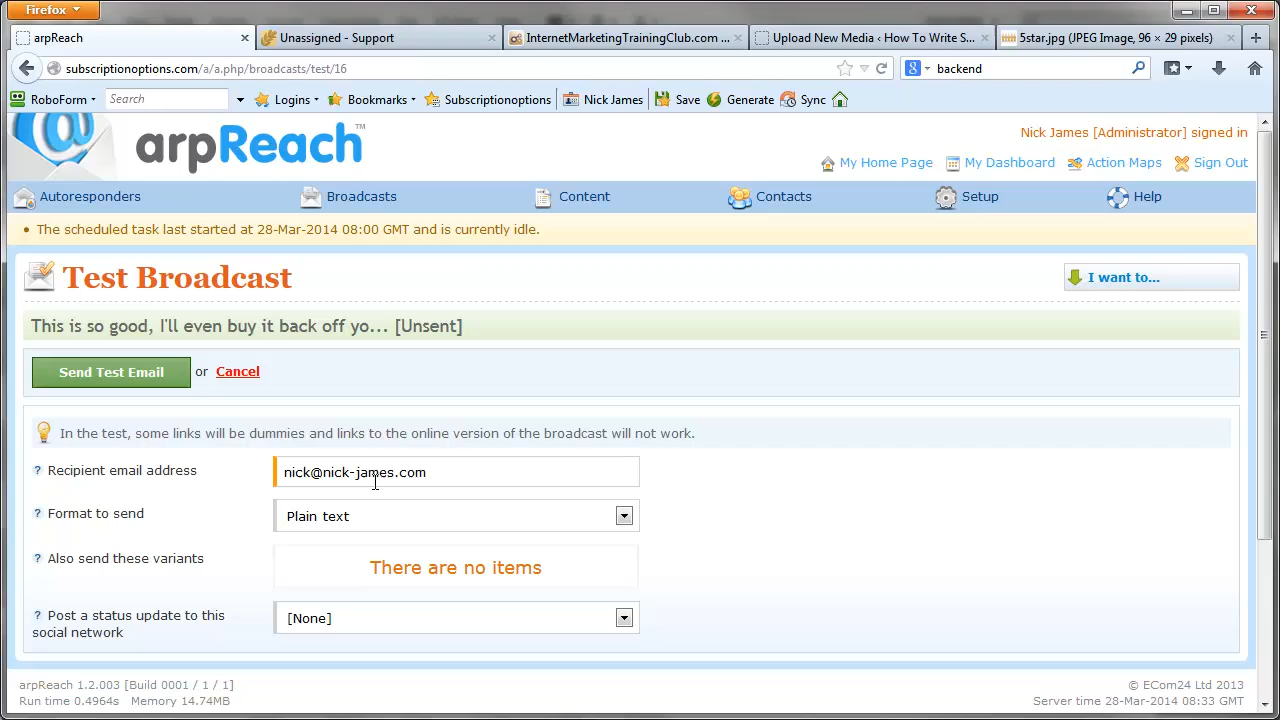 Firefox
arpReach
Unassigned - Support
InternetMarketingTrainingClub.com ...
Upload New Media ‹ How To Write S...
5star.jpg (JPEG Image, 96 × 29 pixels)
subscriptionoptions.com/a/a.php/broadcasts/test/16
backend
RoboForm
Search
Logins
Bookmarks
Subscriptionoptions
Nick James
Save
Generate
Sync
arpReach™
Nick James [Administrator] signed in
My Home Page
My Dashboard
Action Maps
Sign Out
Autoresponders
Broadcasts
Content
Contacts
Setup
Help
• The scheduled task last started at 28-Mar-2014 08:00 GMT and is currently idle.
Test Broadcast
I want to...
This is so good, I'll even buy it back off yo... [Unsent]
Send Test Email or Cancel
In the test, some links will be dummies and links to the online version of the broadcast will not work.
? Recipient email address
nick@nick-james.com
? Format to send
Plain text
? Also send these variants
There are no items
? Post a status update to this
social network
[None]
arpReach 1.2.003 [Build 0001 / 1 / 1]
© ECom24 Ltd 2013
Run time 0.4964s Memory 14.74MB
Server time 28-Mar-2014 08:33 GMT